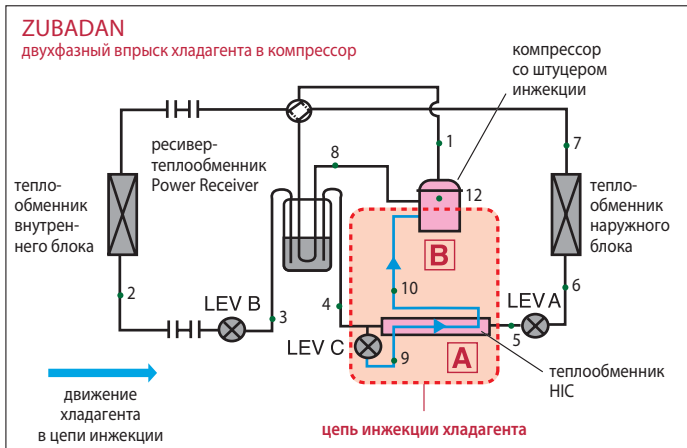 ZUBADAN
двухфазный впрыск хладагента в компрессор
компрессор
со штуцером
инжекции
ресивер-
теплообменник
Power Receiver
1
7
8
12
тепло-
обменник
внутрен-
него блока
тепло-
обменник
наружного
блока
B
2
10
6
LEV B
3
4
LEV A
5
LEV C
9
A
теплообменник
HIC
движение
хладагента
в цепи инжекции
цепь инжекции хладагента